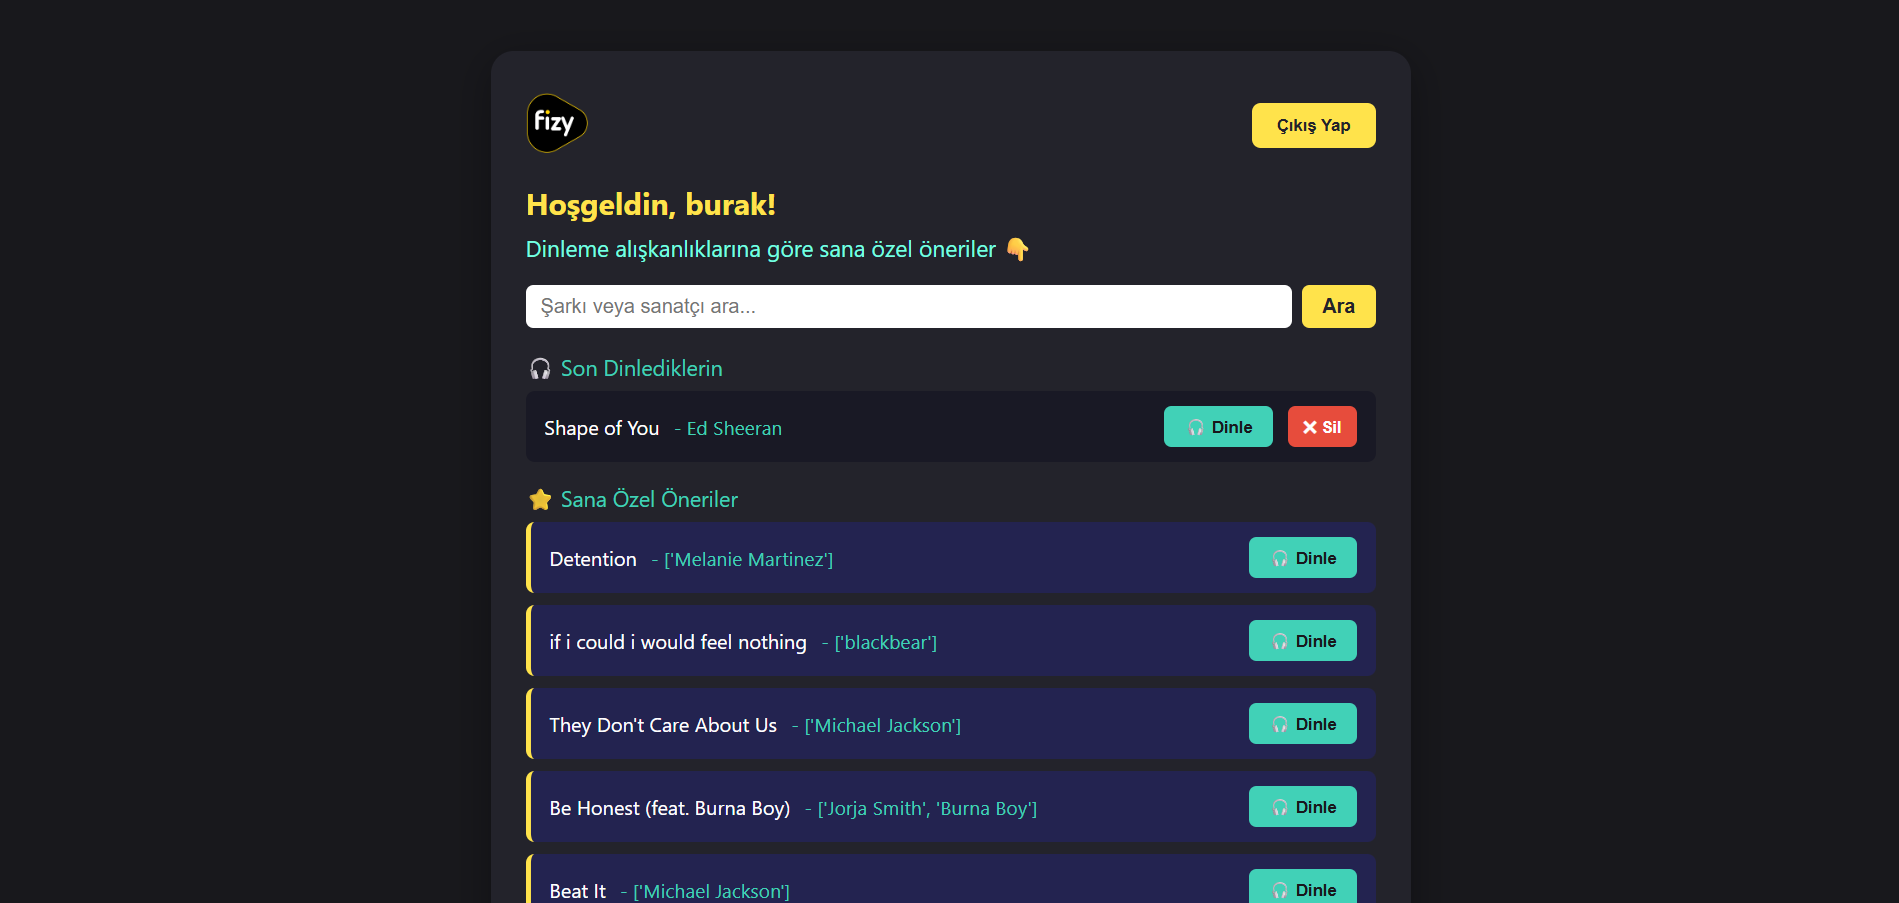 fizy
Çıkış Yap
Hoşgeldin, burak!
Dinleme alışkanlıklarına göre sana özel öneriler 👇
Şarkı veya sanatçı ara...
Ara
🎧 Son Dinlediklerin
Shape of You - Ed Sheeran
🎧 Dinle
❌ Sil
⭐ Sana Özel Öneriler
Detention - ['Melanie Martinez']
🎧 Dinle
if i could i would feel nothing - ['blackbear']
🎧 Dinle
They Don't Care About Us - ['Michael Jackson']
🎧 Dinle
Be Honest (feat. Burna Boy) - ['Jorja Smith', 'Burna Boy']
🎧 Dinle
Beat It - ['Michael Jackson']
🎧 Dinle